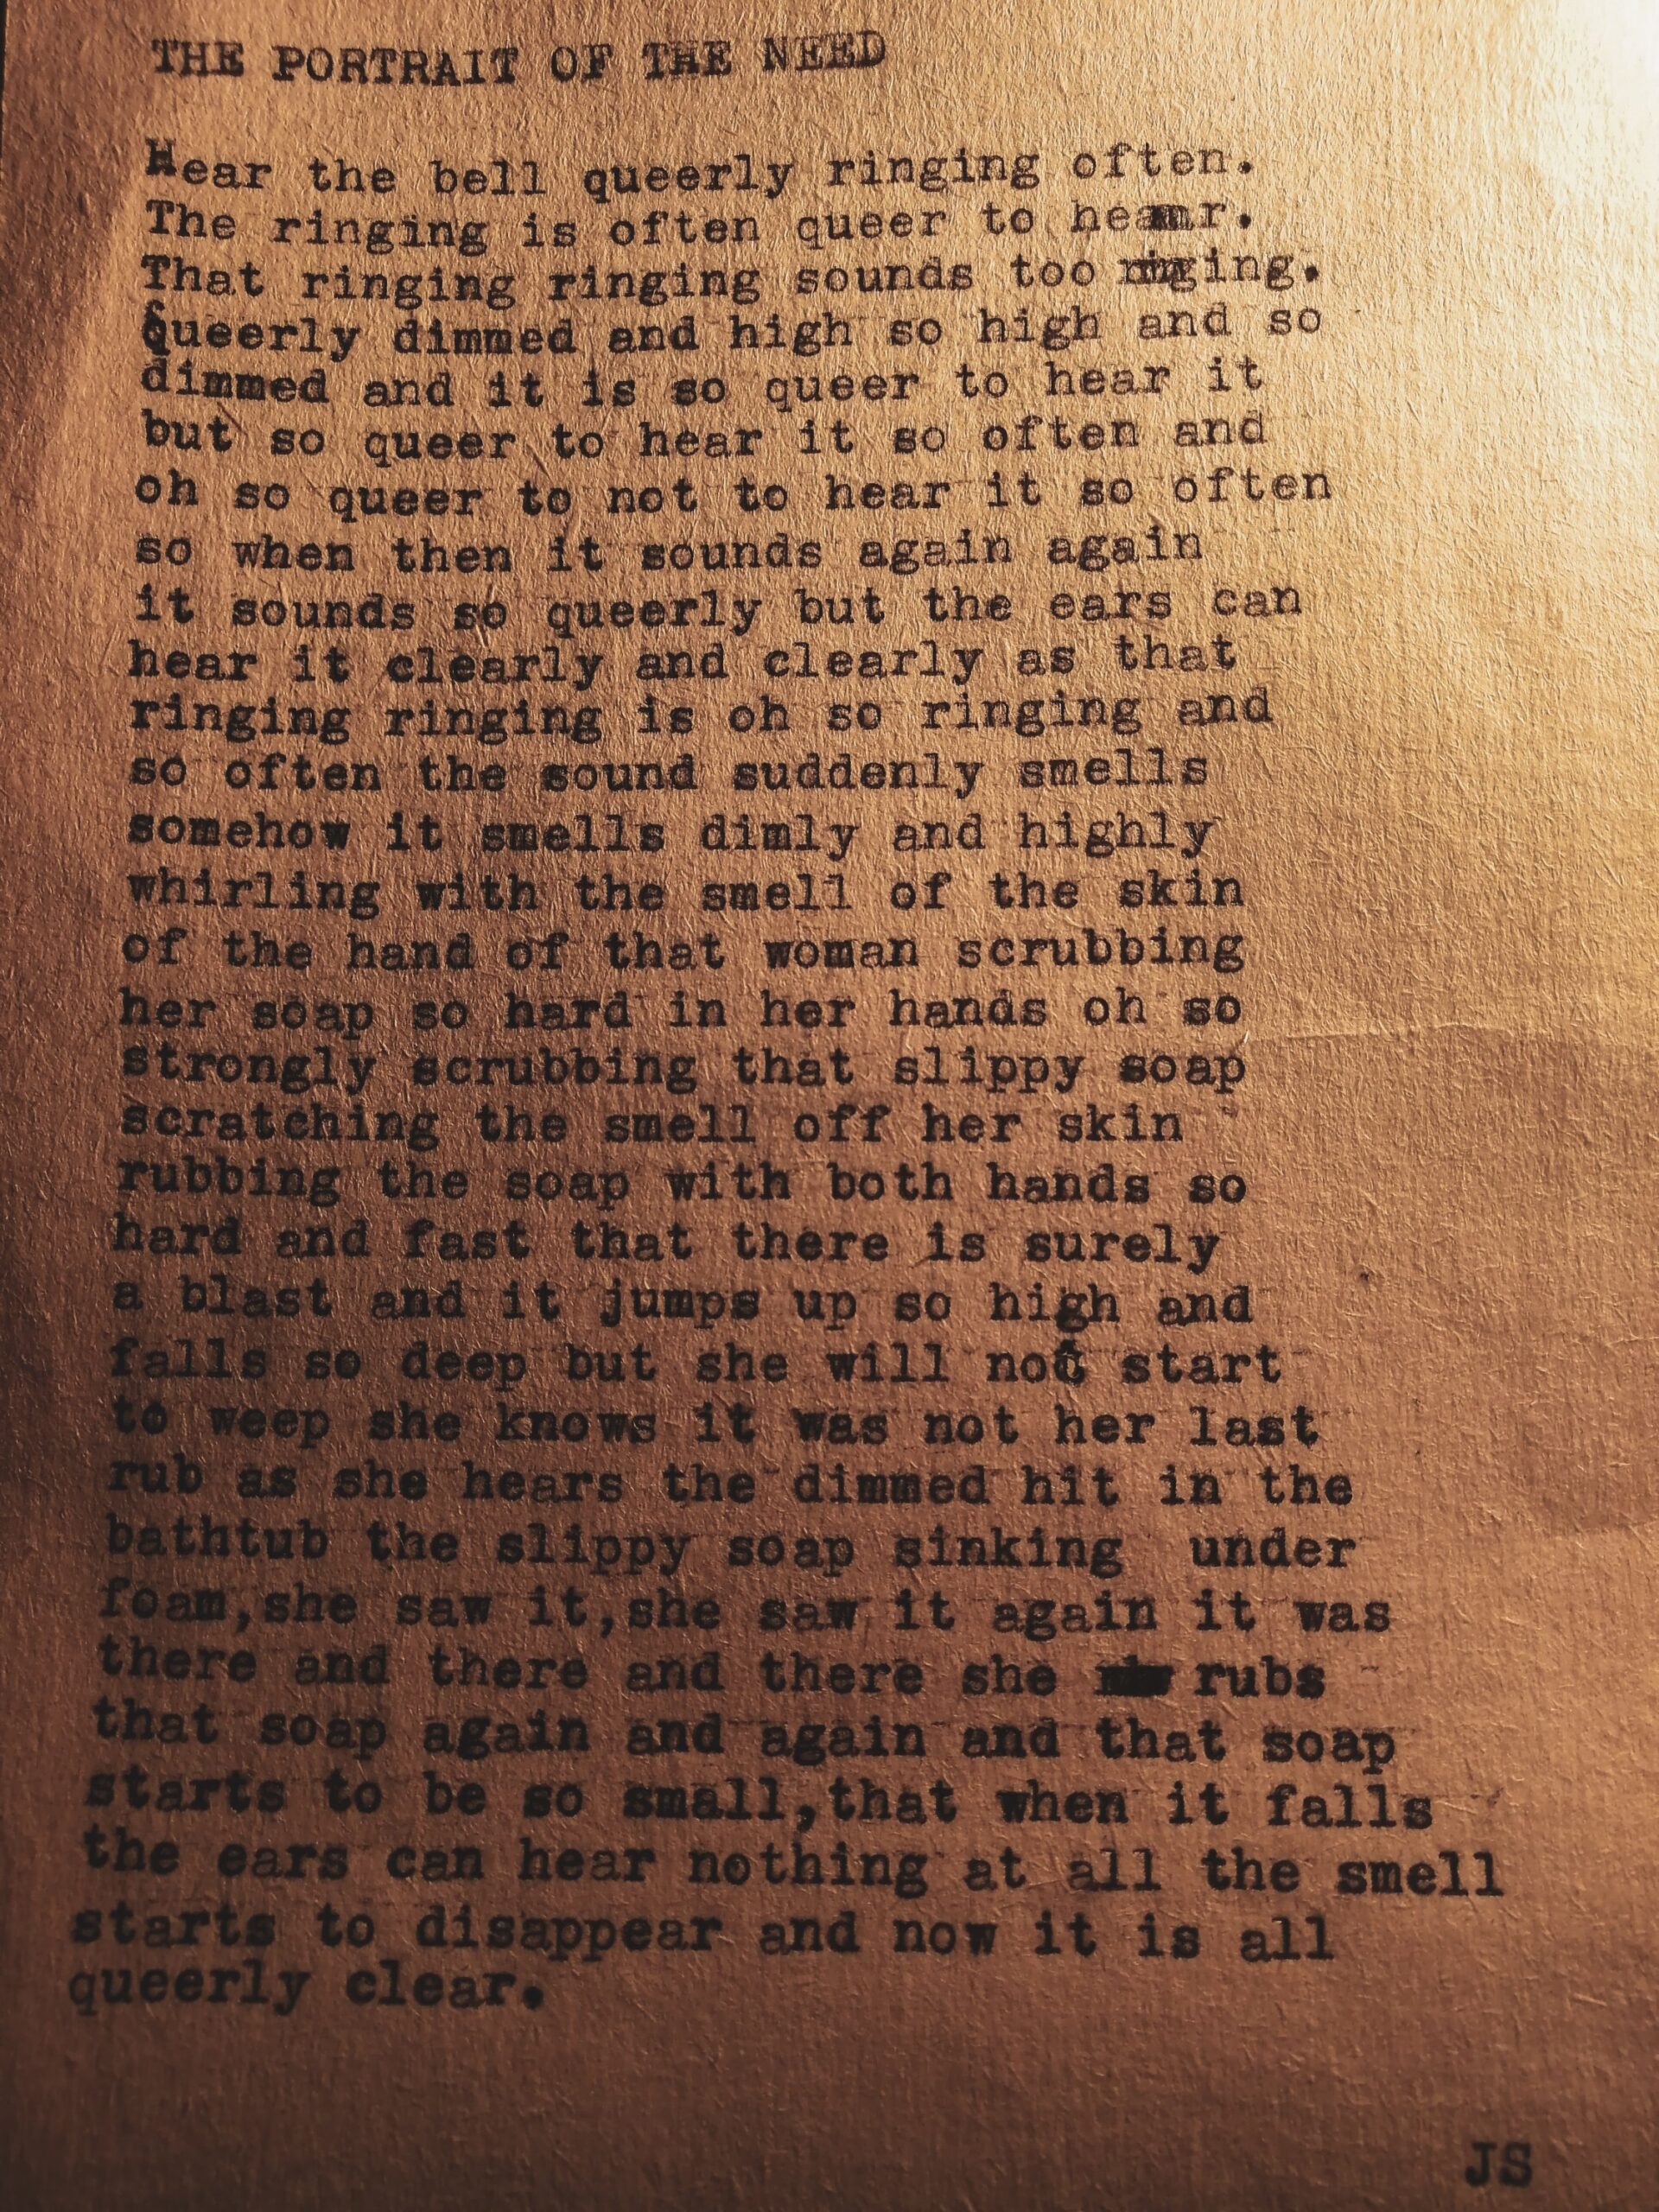 THE PORTRAIT OF THE NEED
Hear the bell queerly ringing often.
The ringing is often queer to hear.
That ringing ringing sounds too ringing.
Queerly dimmed and high so high and so
dimmed and it is so queer to hear it
but so queer to hear it so often and
oh so queer to not to hear it so often
so when then it sounds again again
it sounds so queerly but the ears can
hear it clearly and clearly as that
ringing ringing is oh so ringing and
so often the sound suddenly smells
somehow it smells dimly and highly
whirling with the smell of the skin
of the hand of that woman scrubbing
her soap so hard in her hands oh so
strongly scrubbing that slippy soap
scratching the smell off her skin
rubbing the soap with both hands so
hard and fast that there is surely
a blast and it jumps up so high and
falls so deep but she will not start
to weep she knows it was not her last
rub as she hears the dimmed hit in the
bathtub the slippy soap sinking under
foam,she saw it,she saw it again it was
there and there and there she rubs
that soap again and again and that soap
starts to be so small,that when it falls
the ears can hear nothing at all the smell
starts to disappear and now it is all
queerly clear.
JS